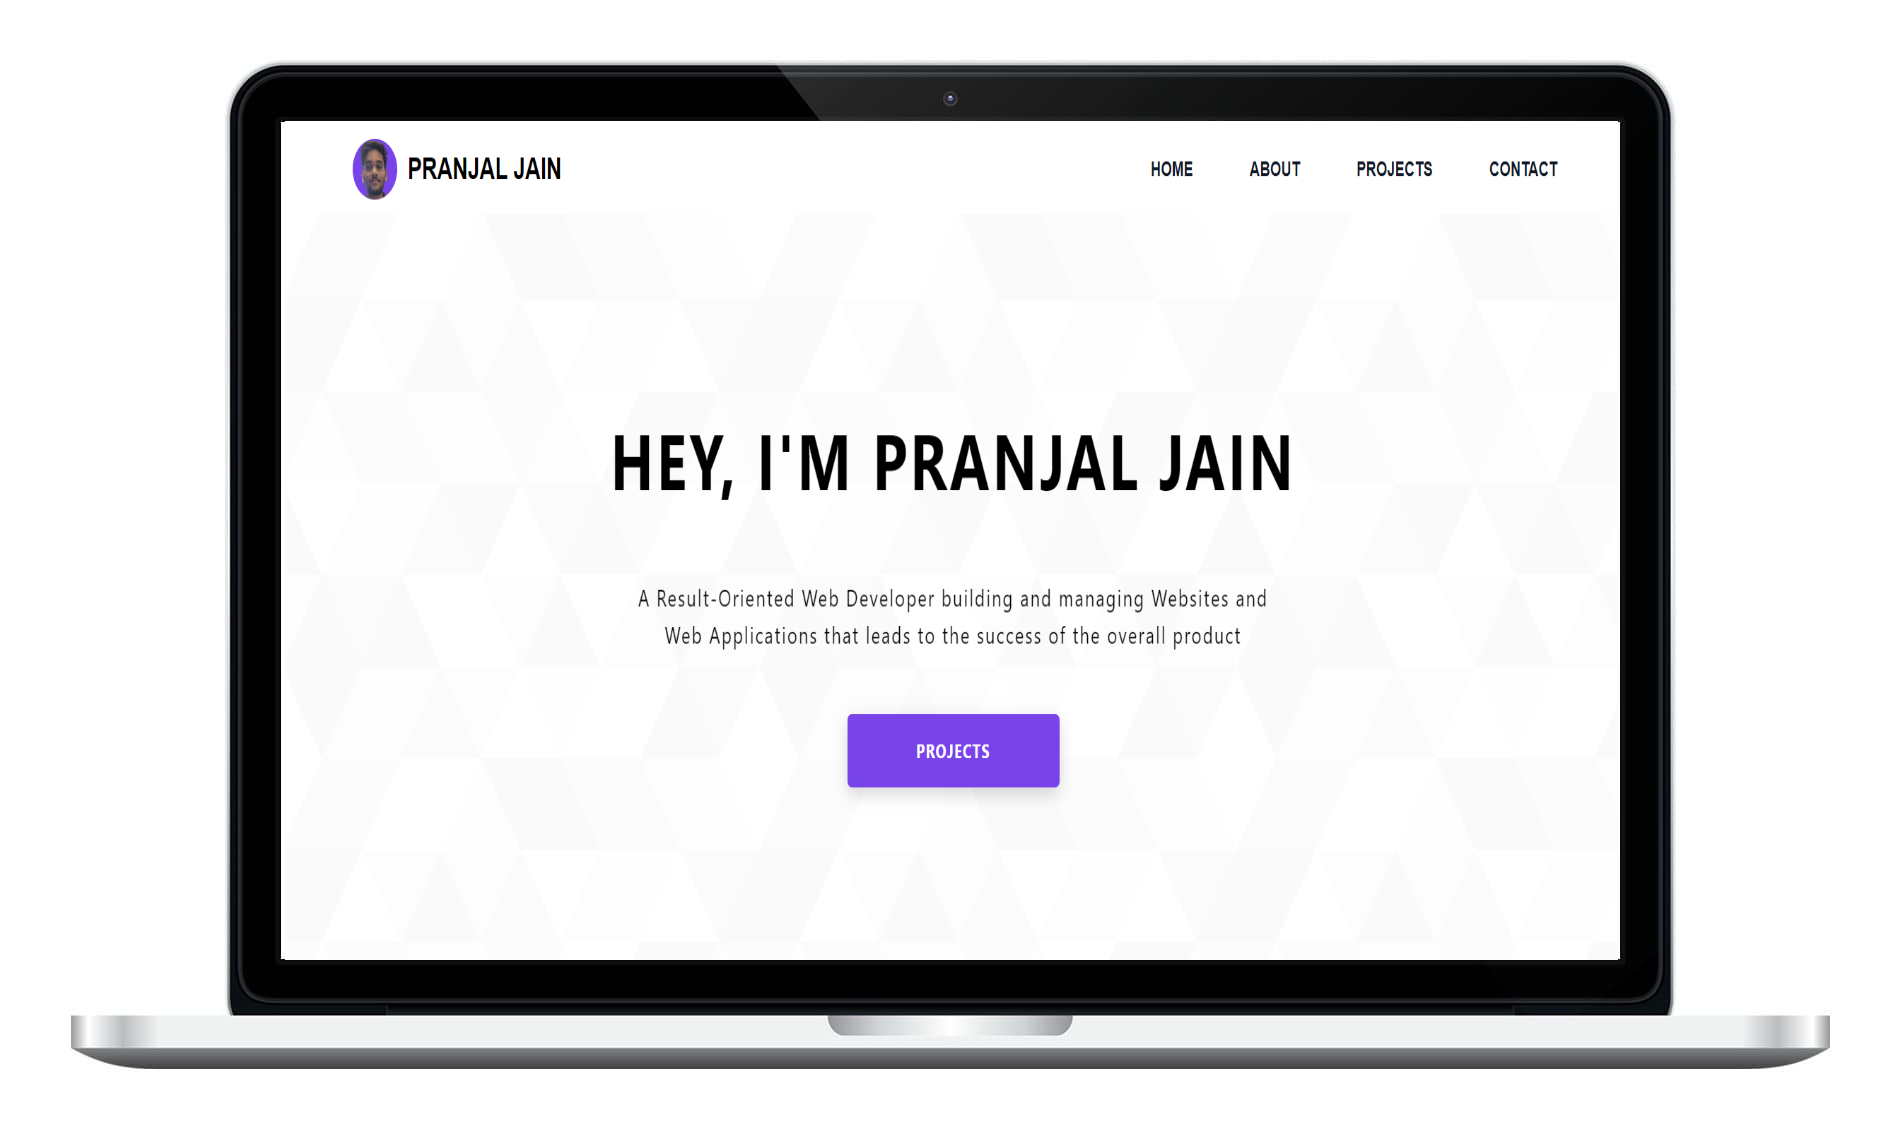 PRANJAL JAIN
HOME ABOUT PROJECTS CONTACT
HEY, I'M PRANJAL JAIN
A Result-Oriented Web Developer building and managing Websites and
Web Applications that leads to the success of the overall product
PROJECTS